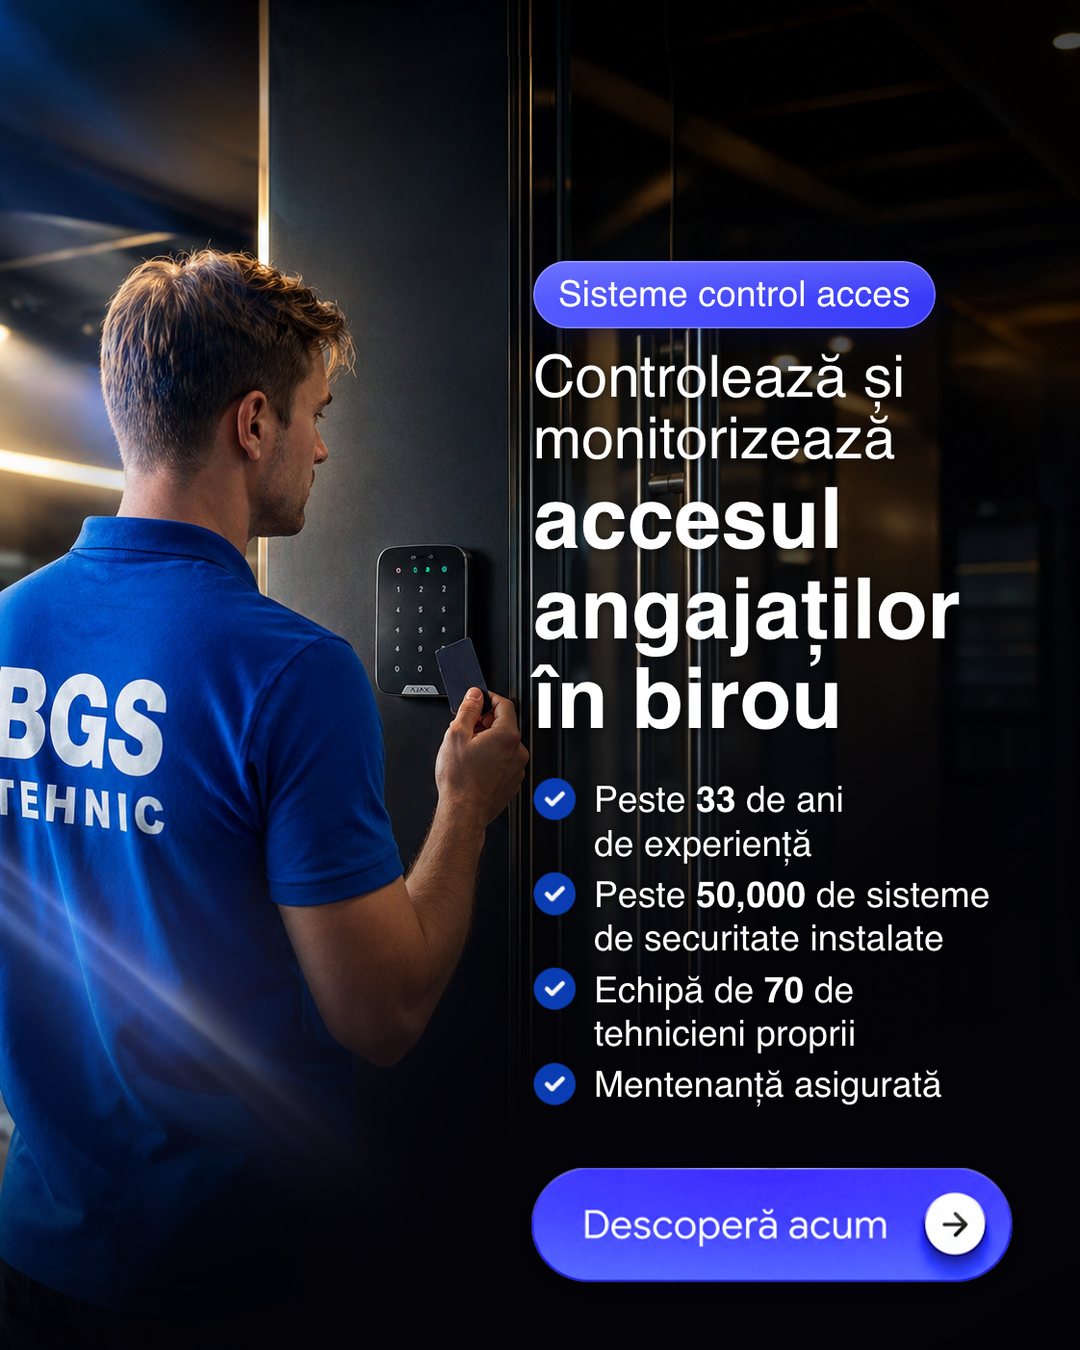 Sisteme control acces
Controlează și
monitorizează
accesul
angajaților
în birou
BGS
TEHNIC
Peste 33 de ani
de experiență
Peste 50,000 de sisteme
de securitate instalate
Echipă de 70 de
tehnicieni proprii
Mentenanță asigurată
Descoperă acum